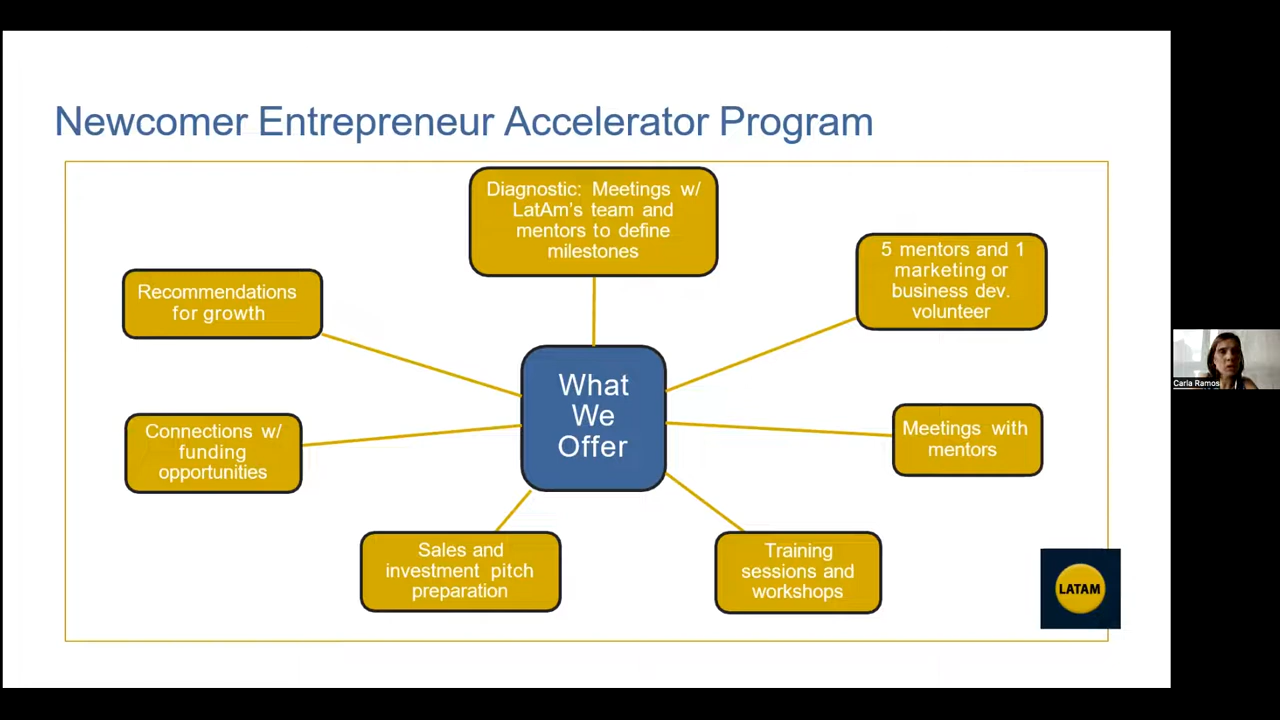 Newcomer Entrepreneur Accelerator Program
Diagnostic: Meetings w/
LatAm's team and
mentors to define
milestones
5 mentors and 1
marketing or
business dev.
volunteer
Recommendations
for growth
What
We
Offer
Connections w/
funding
opportunities
Meetings with
mentors
Sales and
investment pitch
preparation
Training
sessions and
workshops
LATAM
Carla Ramos